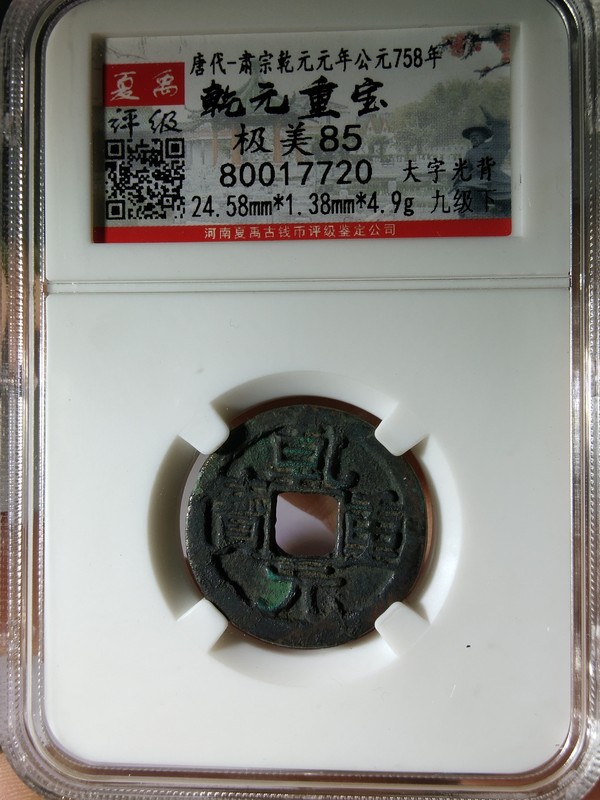 唐代-肃宗乾元元年公元758年
夏禹
评级
乾元重宝
极美85
80017720 大字光背
24.58mm*1.38mm*4.9g 九级下
河南夏禹古钱币评级鉴定公司
乾元重寶